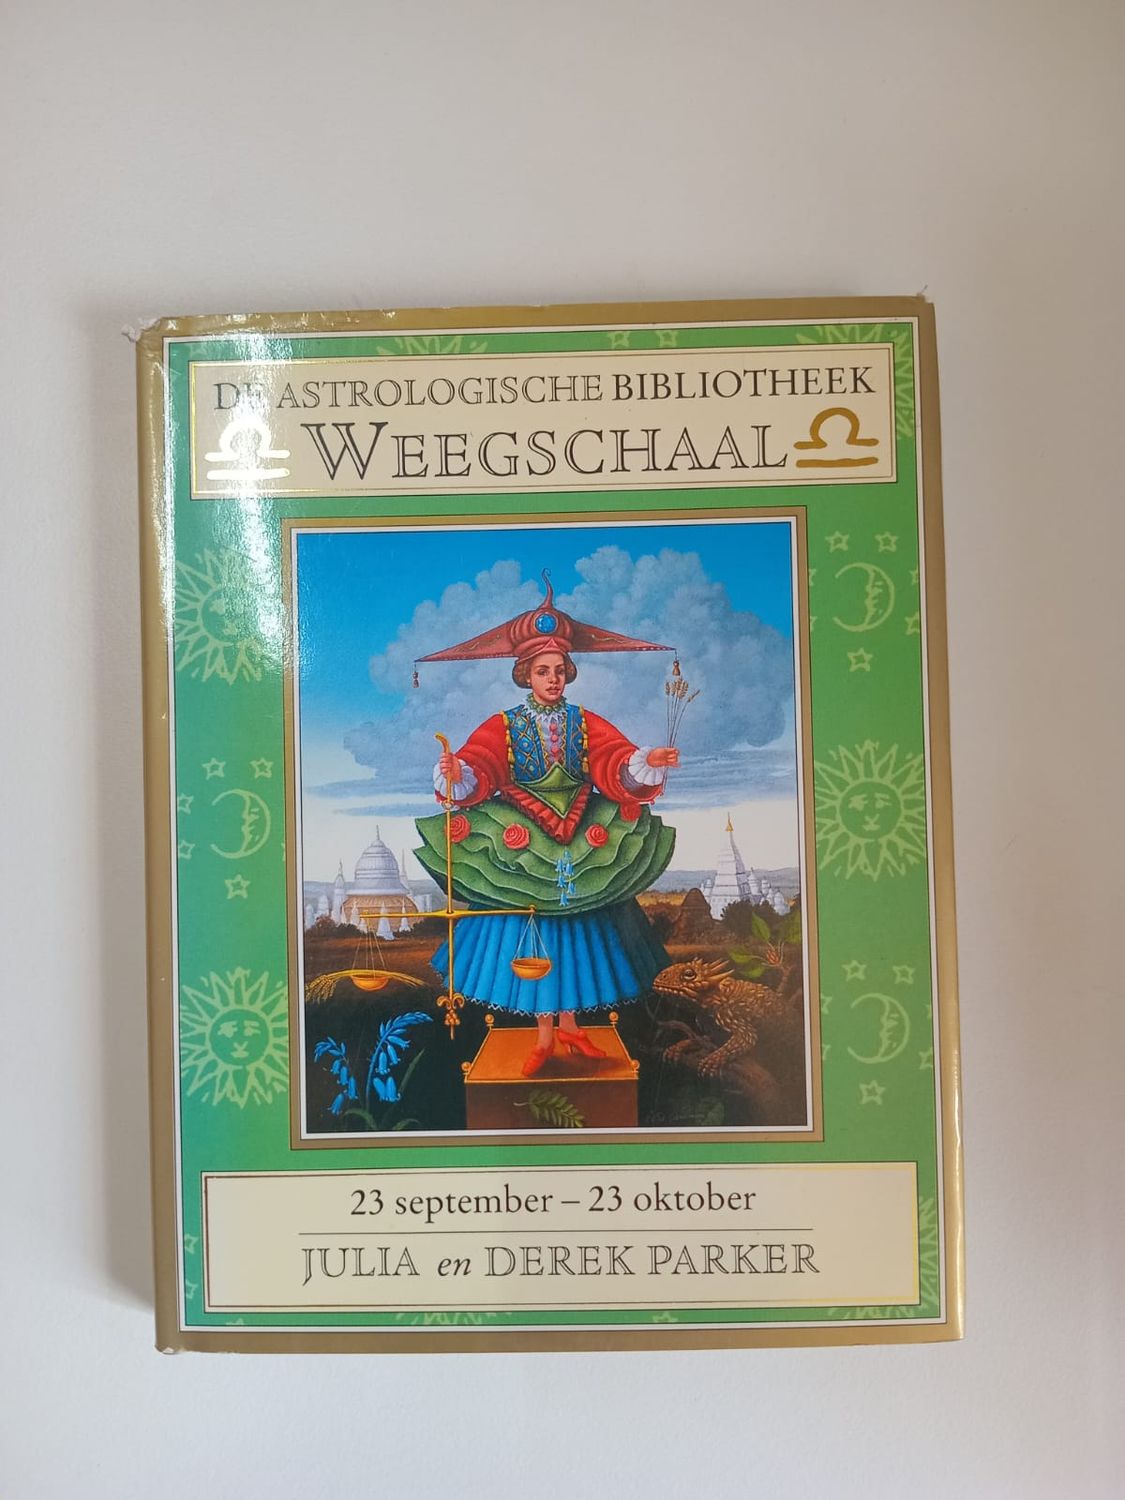 DE ASTROLOGISCHE BIBLIOTHEEK
WEEGSCHAAL
23 september – 23 oktober
JULIA en DEREK PARKER